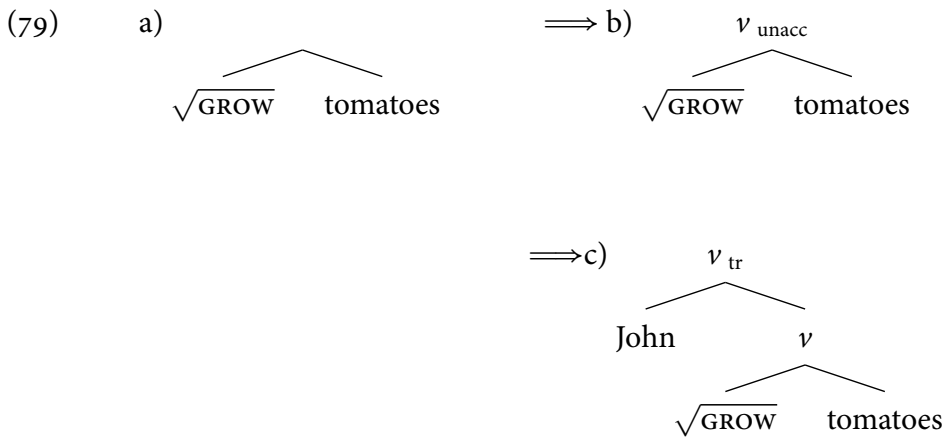 (79) a) ⟹ b) v unacc
√GROW tomatoes √GROW tomatoes
⟹c) v tr
John v
√GROW tomatoes